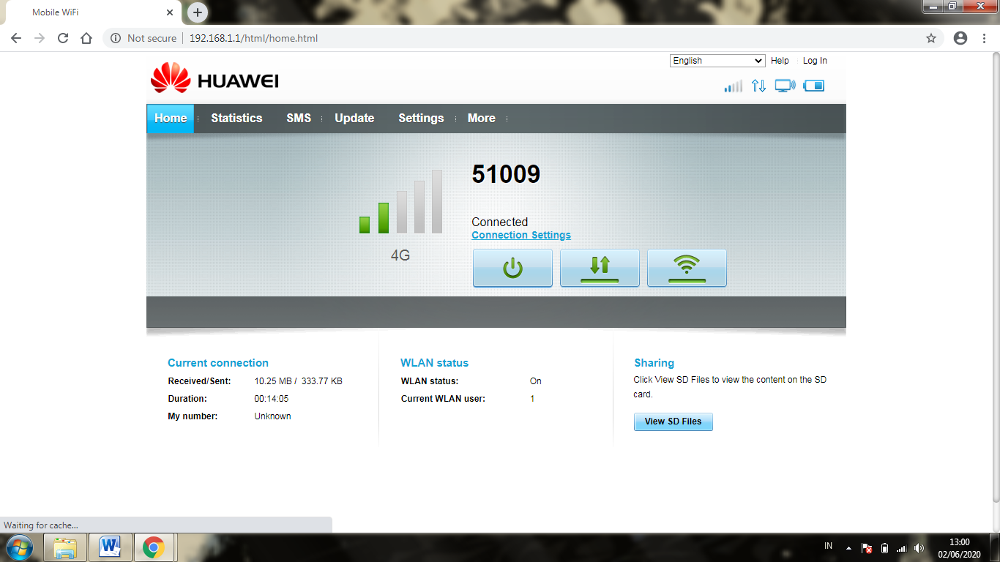 Mobile WiFi
Not secure 192.168.1.1/html/home.html
English Help Log In
HUAWEI
Home Statistics SMS Update Settings More
51009
Connected
Connection Settings
4G
Current connection
Received/Sent: 10.25 MB / 333.77 KB
Duration: 00:14:05
My number: Unknown
WLAN status
WLAN status: On
Current WLAN user: 1
Sharing
Click View SD Files to view the content on the SD
card.
View SD Files
Waiting for cache...
IN
13:00
02/06/2020